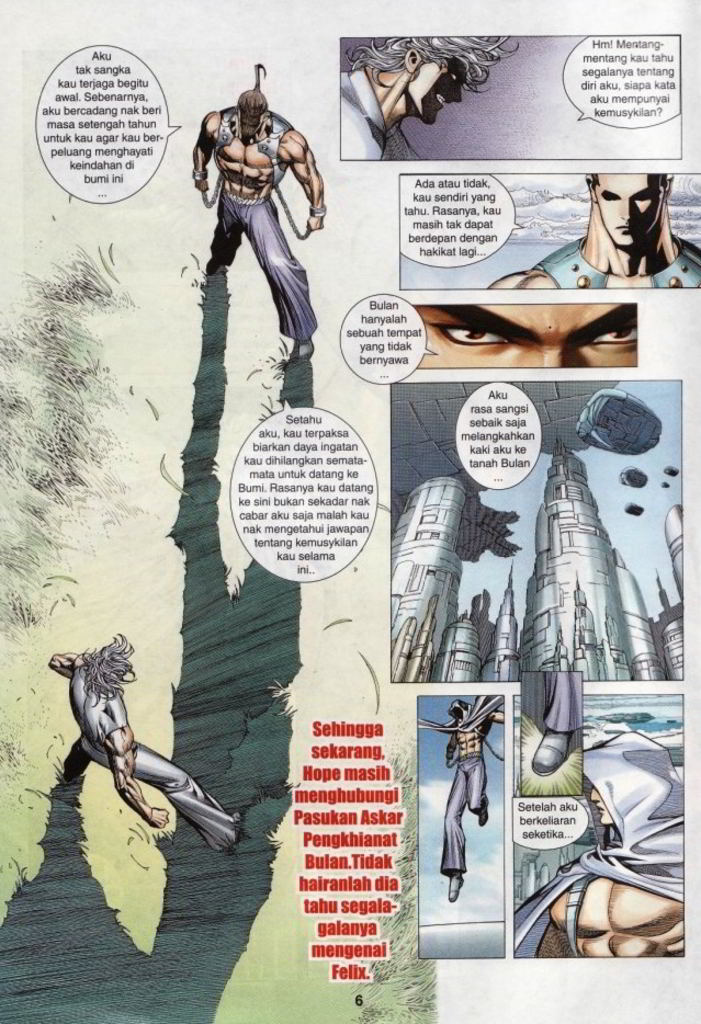 Aku
tak sangka
kau terjaga begitu
awal. Sebenarnya,
aku bercadang nak beri
masa setengah tahun
untuk kau agar kau ber-
peluang menghayati
keindahan di
bumi ini
...
Hm! Mentang-
mentang kau tahu
segalanya tentang
diri aku, siapa kata
aku mempunyai
kemusykilan?
Ada atau tidak,
kau sendiri yang
tahu. Rasanya, kau
masih tak dapat
berdepan dengan
hakikat lagi...
Bulan
hanyalah
sebuah tempat
yang tidak
bernyawa
...
Aku
rasa sangsi
sebaik saja
melangkahkan
kaki aku ke
tanah Bulan
...
Setahu
aku, kau terpaksa
biarkan daya ingatan
kau dihilangkan semata-
mata untuk datang ke
Bumi. Rasanya kau datang
ke sini bukan sekadar nak
cabar aku saja malah kau
nak mengetahui jawapan
tentang kemusykilan
kau selama
ini..
Setelah aku
berkeliaran
seketika...
Sehingga
sekarang,
Hope masih
menghubungi
Pasukan Askar
Pengkhianat
Bulan.Tidak
hairanlah dia
tahu segala-
galanya
mengenai
Felix.
6